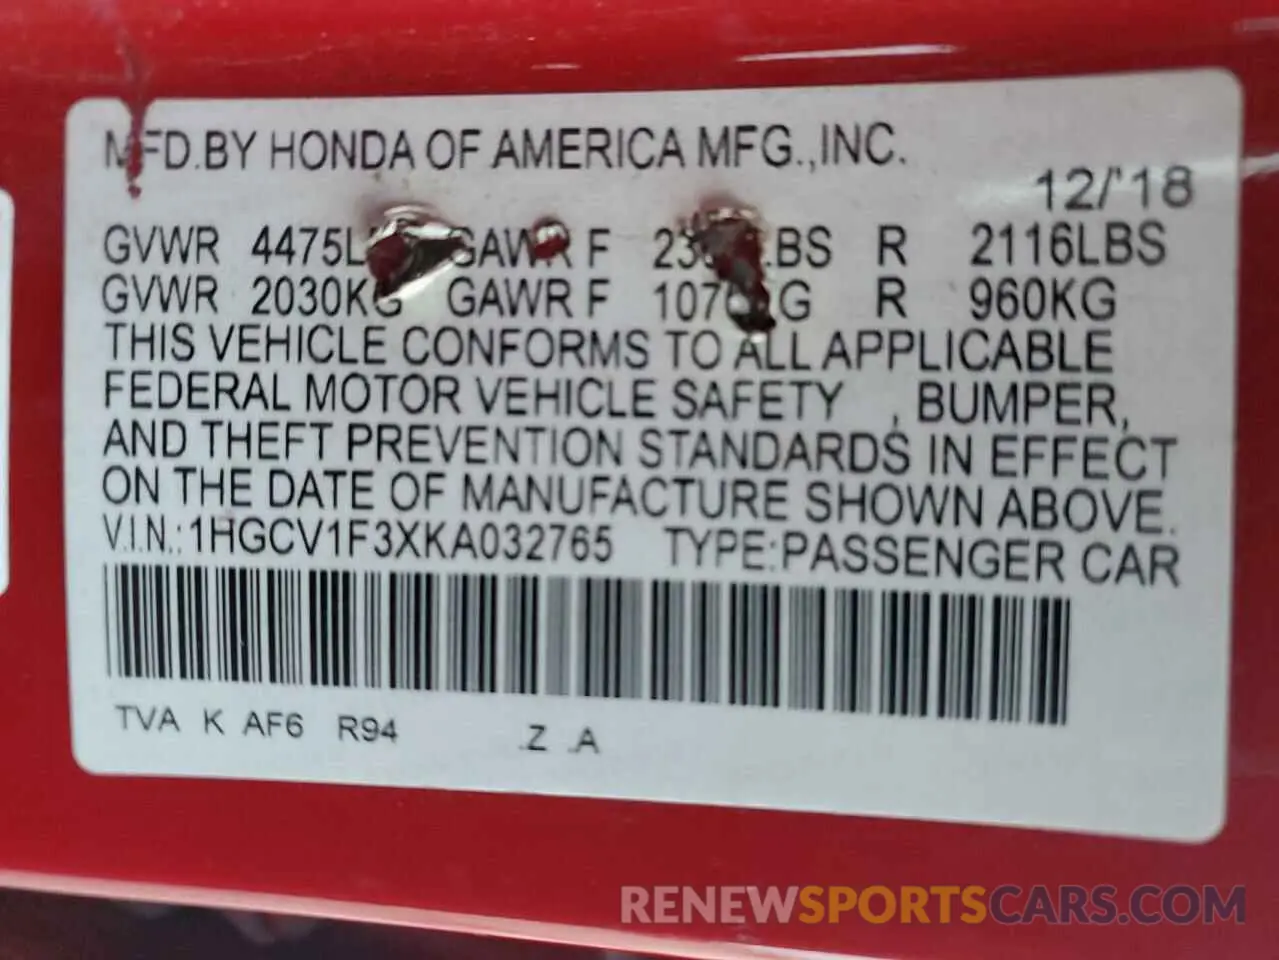 MFD.BY HONDA OF AMERICA MFG.,INC.
12/'18
GVWR 4475L GAWR F LBS R 2116LBS
GVWR 2030KG GAWR F R 960KG
THIS VEHICLE CONFORMS TO ALL APPLICABLE
FEDERAL MOTOR VEHICLE SAFETY , BUMPER,
AND THEFT PREVENTION STANDARDS IN EFFECT
ON THE DATE OF MANUFACTURE SHOWN ABOVE.
V.I.N.: 1HGCV1F3XKA032765 TYPE:PASSENGER CAR
TVA K AF6 R94 .Z .A
RENEWSPORTSCARS.COM